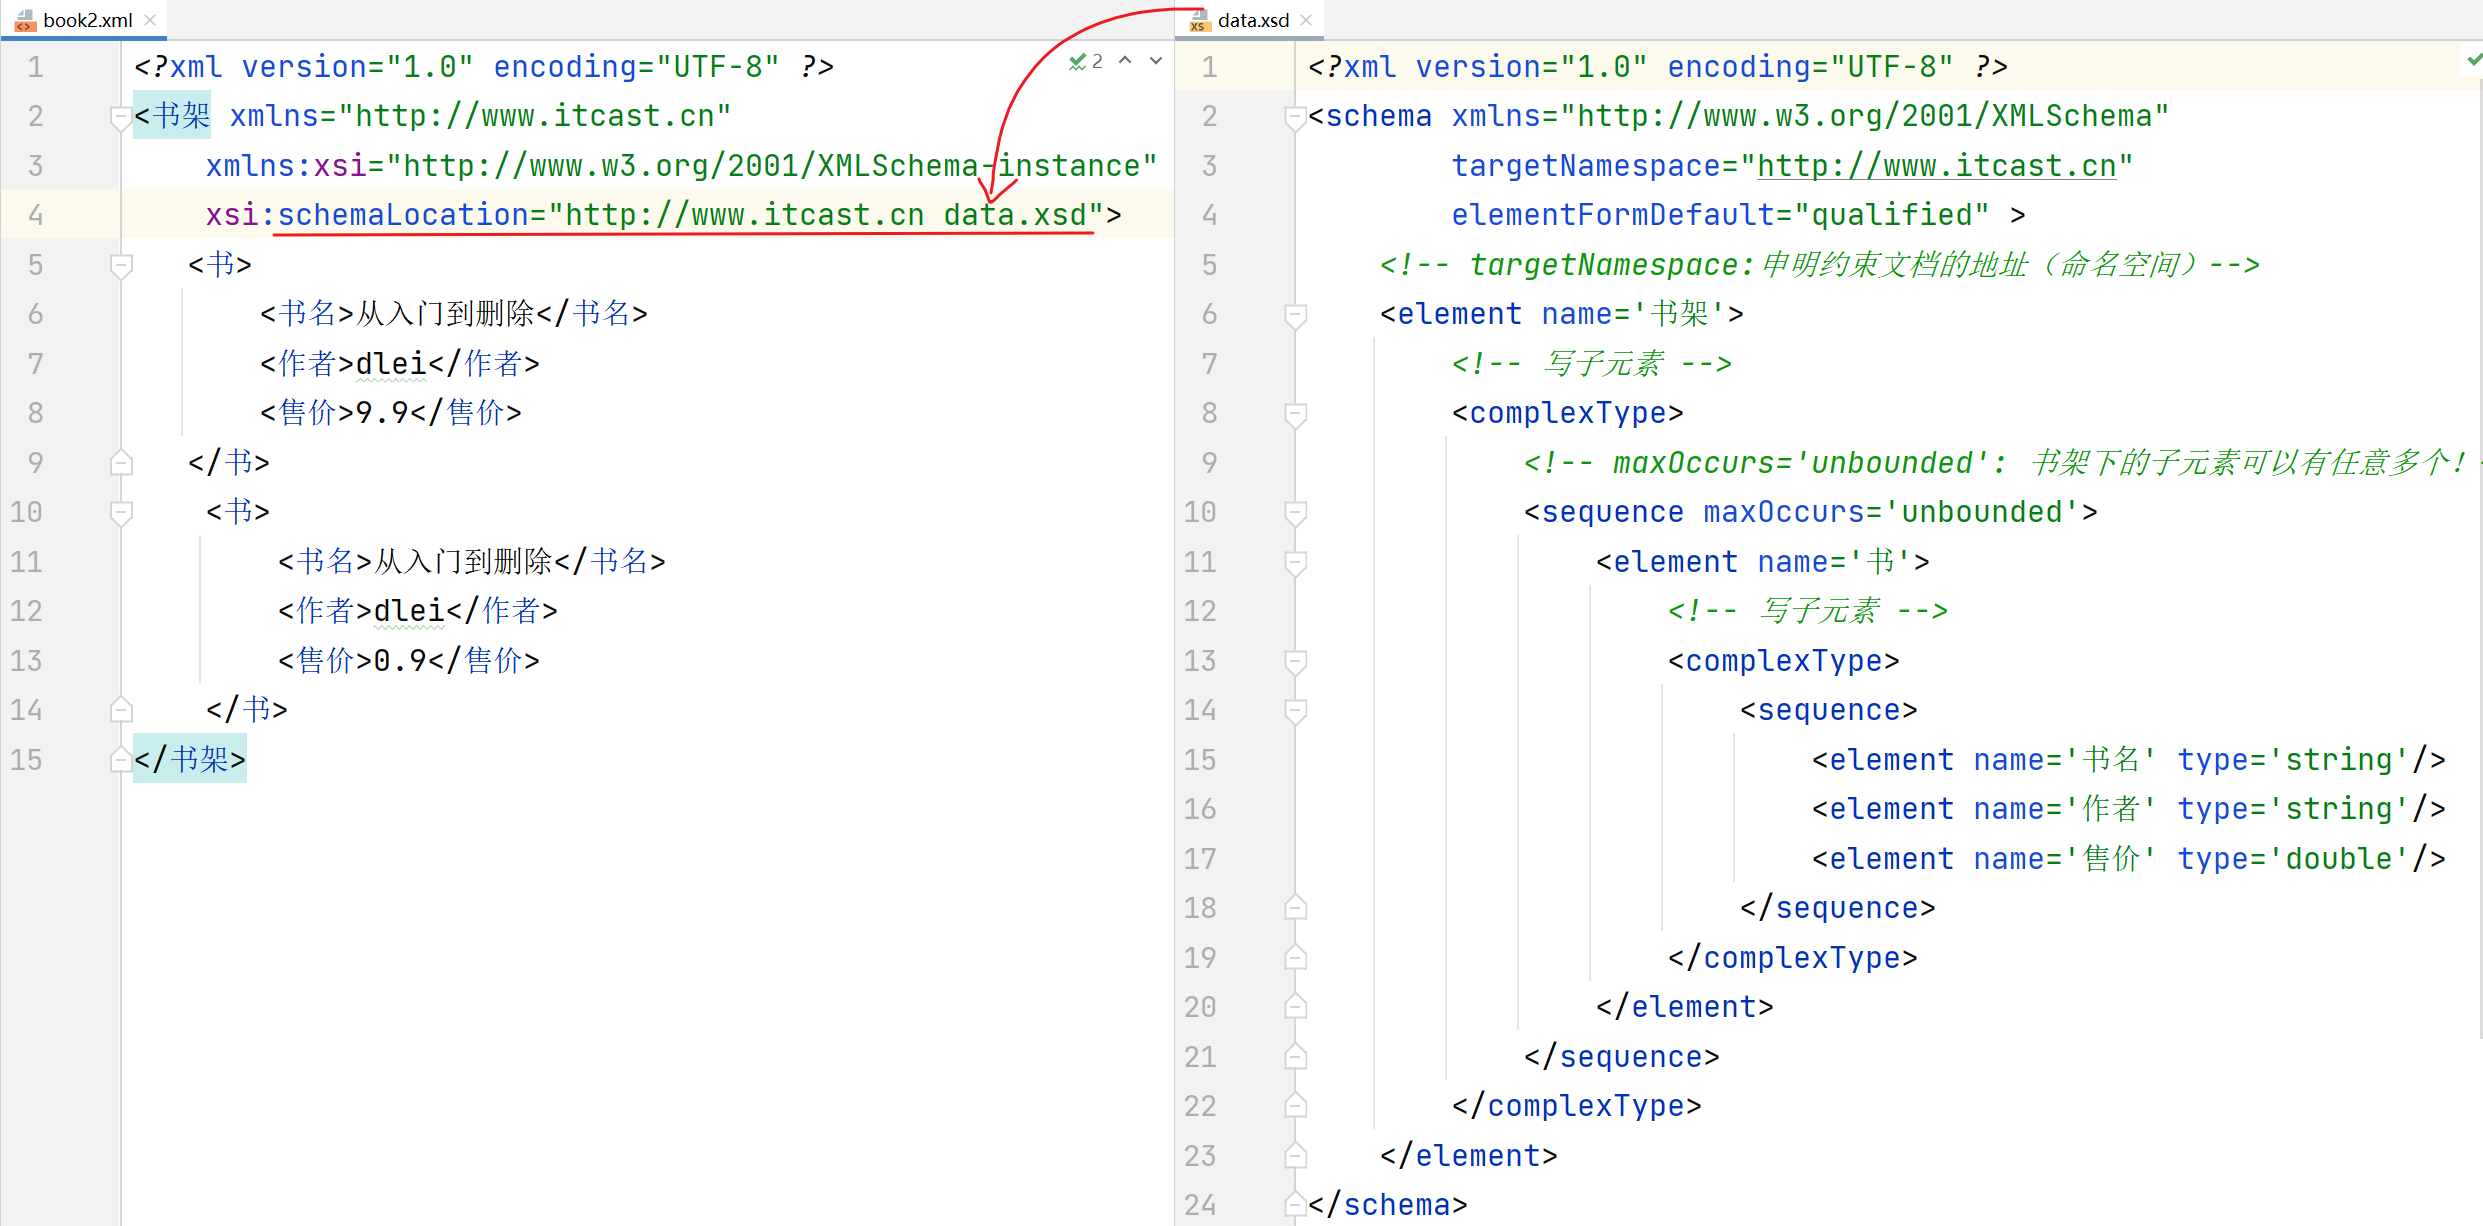 book2.xml
<?xml version="1.0" encoding="UTF-8" ?>
2
<书架 xmlns="http://www.itcast.cn"
xmlns:xsi="http://www.w3.org/2001/XMLSchema-instance"
xsi:schemaLocation="http://www.itcast.cn data.xsd">
<书>
<书名>从入门到删除</书名>
<作者>dlei</作者>
<售价>9.9</售价>
</书>
<书>
<书名>从入门到删除</书名>
<作者>dlei</作者>
<售价>0.9</售价>
</书>
</书架>
1
2
3
4
5
6
7
8
9
10
11
12
13
14
15
data.xsd
<?xml version="1.0" encoding="UTF-8" ?>
<schema xmlns="http://www.w3.org/2001/XMLSchema"
targetNamespace="http://www.itcast.cn"
elementFormDefault="qualified" >
<!-- targetNamespace:申明约束文档的地址（命名空间）-->
<element name='书架'>
<!-- 写子元素 -->
<complexType>
<!-- maxOccurs='unbounded': 书架下的子元素可以有任意多个！
<sequence maxOccurs='unbounded'>
<element name='书'>
<!-- 写子元素 -->
<complexType>
<sequence>
<element name='书名' type='string'/>
<element name='作者' type='string'/>
<element name='售价' type='double'/>
</sequence>
</complexType>
</element>
</sequence>
</complexType>
</element>
</schema>
1
2
3
4
5
6
7
8
9
10
11
12
13
14
15
16
17
18
19
20
21
22
23
24